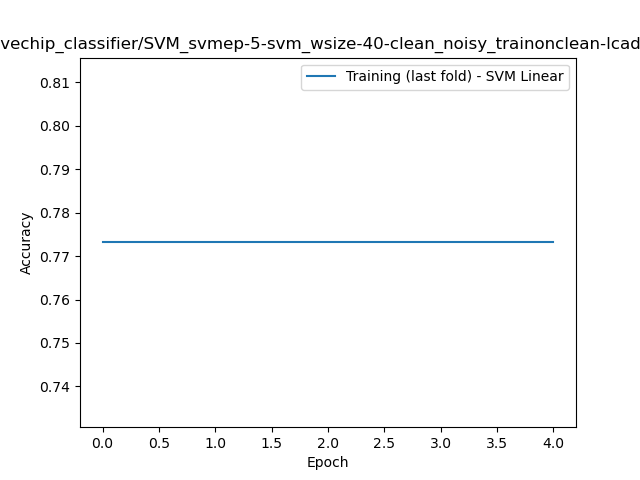 vechip_classifier/SVM_svmep-5-svm_wsize-40-clean_noisy_trainonclean-lcad
Training (last fold) - SVM Linear
0.81
0.80
0.79
0.78
0.77
0.76
0.75
0.74
Accuracy
0.0 0.5 1.0 1.5 2.0 2.5 3.0 3.5 4.0
Epoch